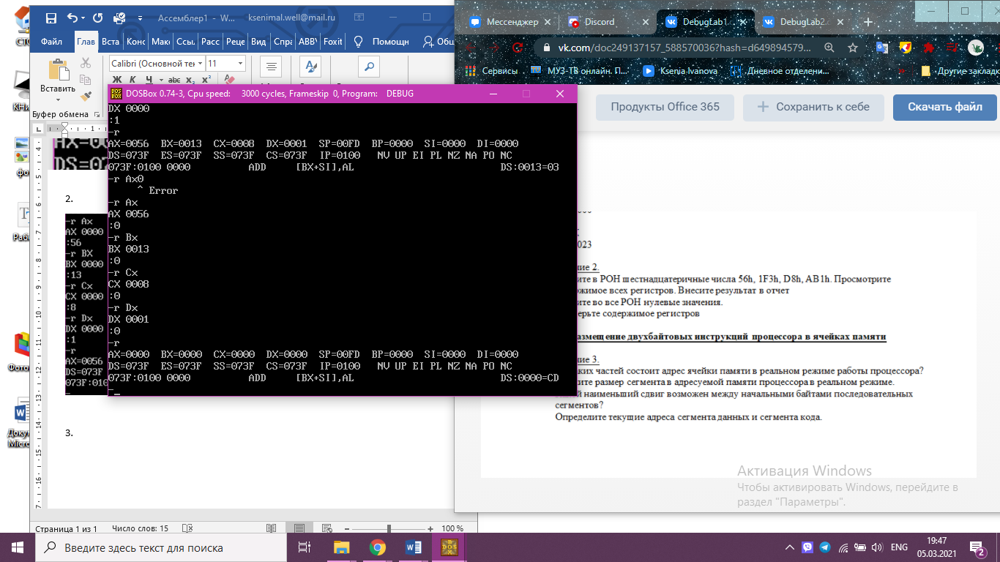 Ассемблер1 - W...
ksenimal.well@mail.ru
Файл
Глав
Вста
Конс
Мак
Ссы.
Расс
Реце
Вид
Спра
ABBY
Foxit
Помощн
Вставить
Буфер обмена
Calibri (Основной тек
11
Ж К Ч abc x₂ x²
Мессенджер
Discord
DebugLab1.
DebugLab2.
vk.com/doc249137157_588570036?hash=d649894579...
Сервисы
МУЗ-ТВ онлайн. П...
Ksenia Ivanova
Дневное отделени...
Другие заклад
Продукты Office 365
Сохранить к себе
Скачать файл
DOSBox 0.74-3, Cpu speed: 3000 cycles, Frameskip 0, Program: DEBUG
DX 0000
:1
-r
AX=0056 BX=0013 CX=0008 DX=0001 SP=00FD BP=0000 SI=0000 DI=0000
DS=073F ES=073F SS=073F CS=073F IP=0100 NV UP EI PL NZ NA PO NC
073F:0100 0000 ADD [BX+SI],AL DS:0013=03
-r Ax0
^ Error
-r Ax
AX 0056
:0
-r Bx
BX 0013
:0
-r Cx
CX 0008
:0
-r Dx
DX 0001
:0
-r
AX=0000 BX=0000 CX=0000 DX=0000 SP=00FD BP=0000 SI=0000 DI=0000
DS=073F ES=073F SS=073F CS=073F IP=0100 NV UP EI PL NZ NA PO NC
073F:0100 0000 ADD [BX+SI],AL DS:0000=CD
-_
2.
-r Ax
AX 0000
:56
-r BX
BX 0000
:13
-r Cx
CX 0000
:8
-r Dx
DX 0000
:1
-r
AX=0056
DS=073F
073F:010
3.
023
ние 2.
ите в РОН шестнадцатеричные числа 56h, 1F3h, D8h, AB1h. Просмотрите
ржимое всех регистров. Внесите результат в отчет
ите во все РОН нулевые значения.
ерьте содержимое регистров
азмещение двухбайтовых инструкций процессора в ячейках памяти
ние 3.
ких частей состоит адрес ячейки памяти в реальном режиме работы процессора?
ите размер сегмента в адресуемой памяти процессора в реальном режиме.
й наименьший сдвиг возможен между начальными байтами последовательных
сегментов?
Определите текущие адреса сегмента данных и сегмента кода.
Активация Windows
Чтобы активировать Windows, перейдите в
раздел "Параметры".
Страница 1 из 1
Число слов: 15
100 %
Введите здесь текст для поиска
ENG
19:47
05.03.2021
2